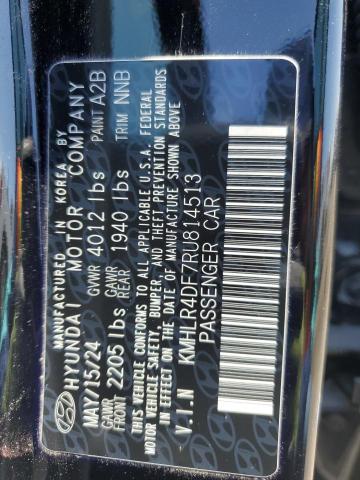 MANUFACTURED IN KOREA BY
HYUNDAI MOTOR COMPANY
MAY/15/24 GVWR 4012 lbs PAINT A2B
GAWR FRONT 2205 lbs GAWR REAR 1940 lbs TRIM NNB
THIS VEHICLE CONFORMS TO ALL APPLICABLE U.S.A. FEDERAL
MOTOR VEHICLE SAFETY, BUMPER, AND THEFT PREVENTION STANDARDS
IN EFFECT ON THE DATE OF MANUFACTURE SHOWN ABOVE
V.I.N KMHLR4DF7RU814513
PASSENGER CAR